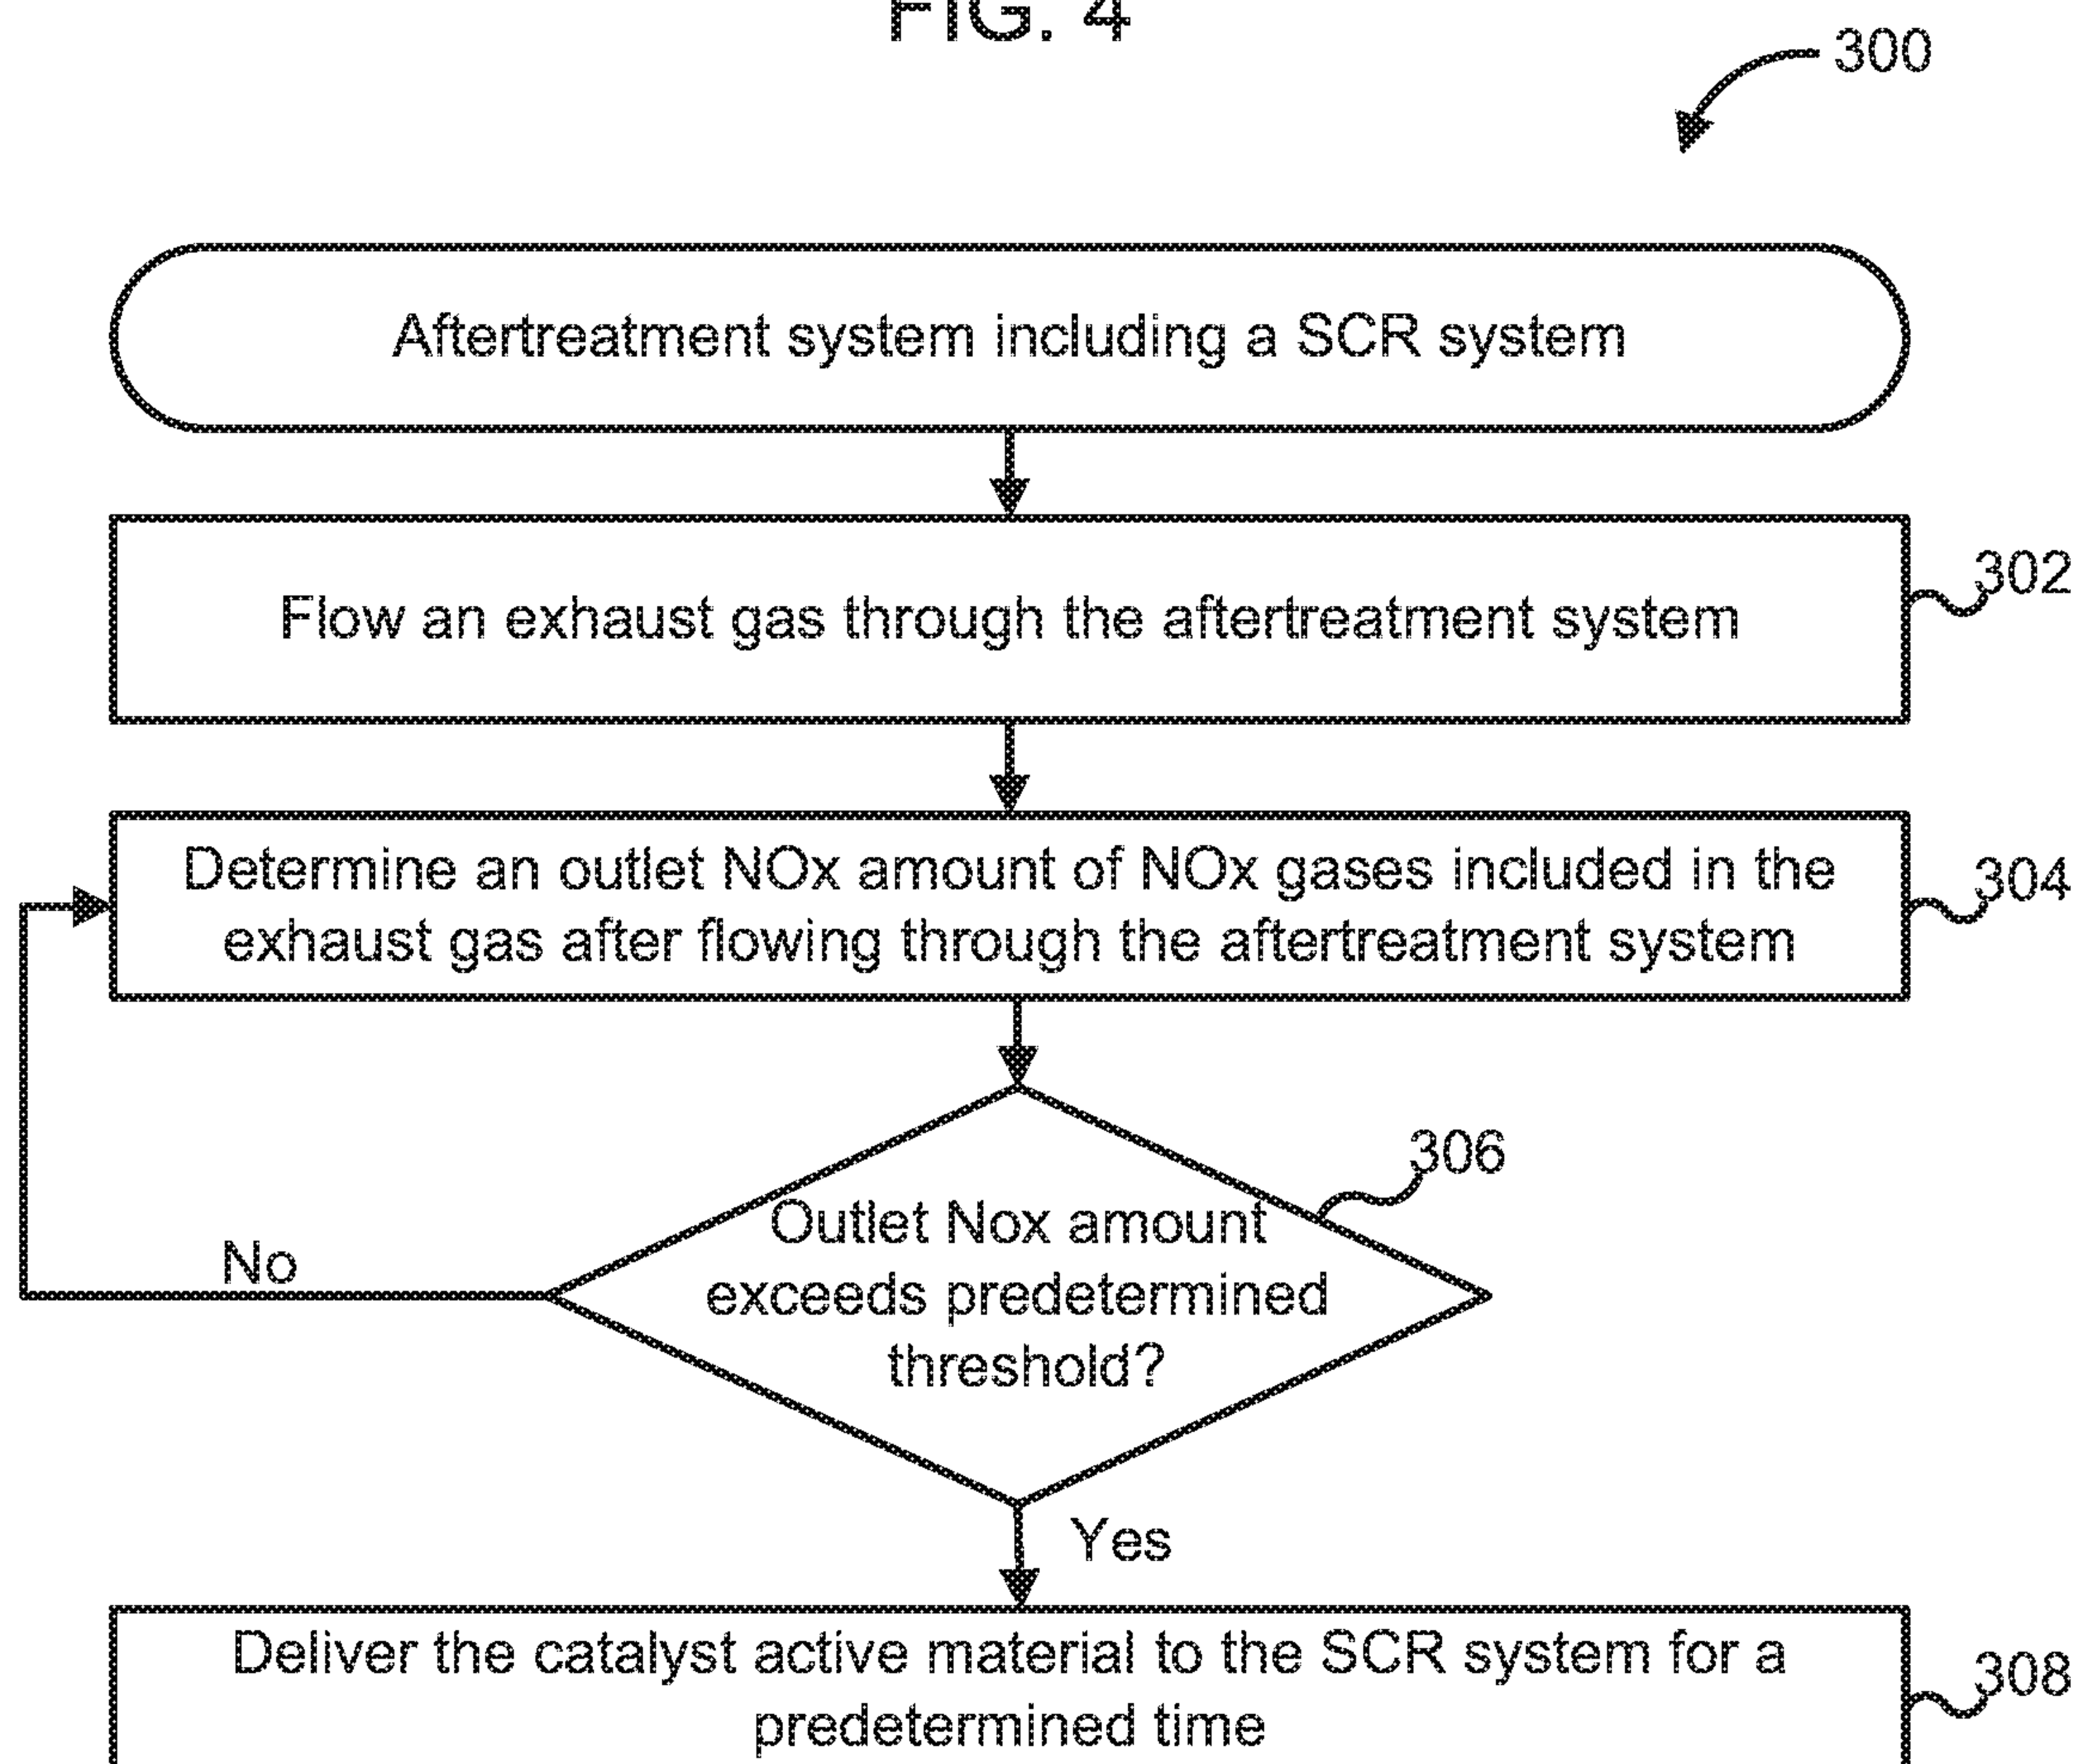 FIG. 4
300
Aftertreatment system including a SCR system
Flow an exhaust gas through the aftertreatment system
302
Determine an outlet NOx amount of NOx gases included in the
exhaust gas after flowing through the aftertreatment system
304
306
Outlet Nox amount
exceeds predetermined
threshold?
No
Yes
Deliver the catalyst active material to the SCR system for a
predetermined time
308